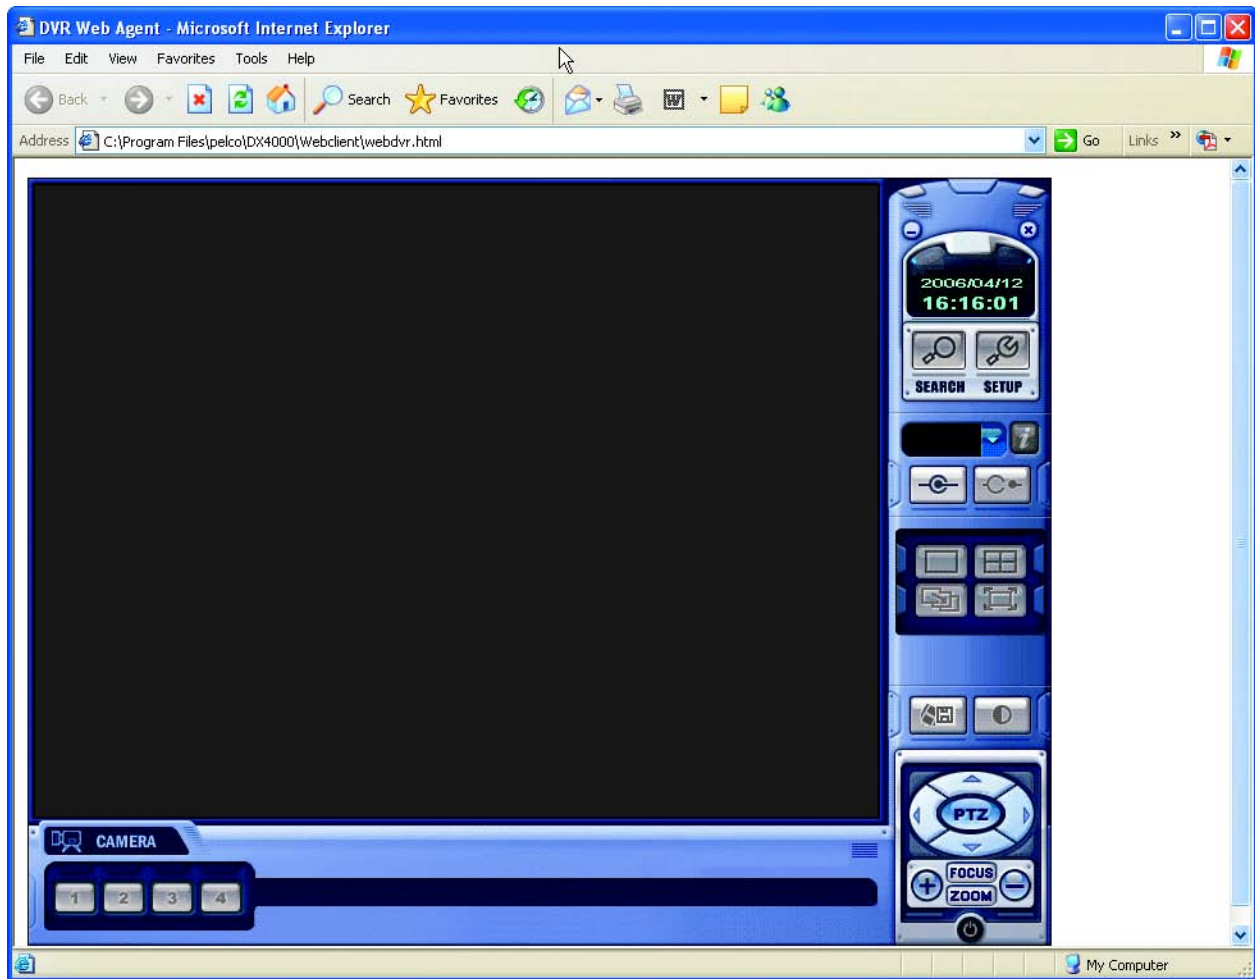 DVR Web Agent - Microsoft Internet Explorer
File Edit View Favorites Tools Help
Back Search Favorites
Address C:\Program Files\pelco\DX4000\Webclient\webdvr.html Go Links »
2006/04/12
16:16:01
SEARCH SETUP
i
PTZ
CAMERA
1 2 3 4
FOCUS
ZOOM
My Computer